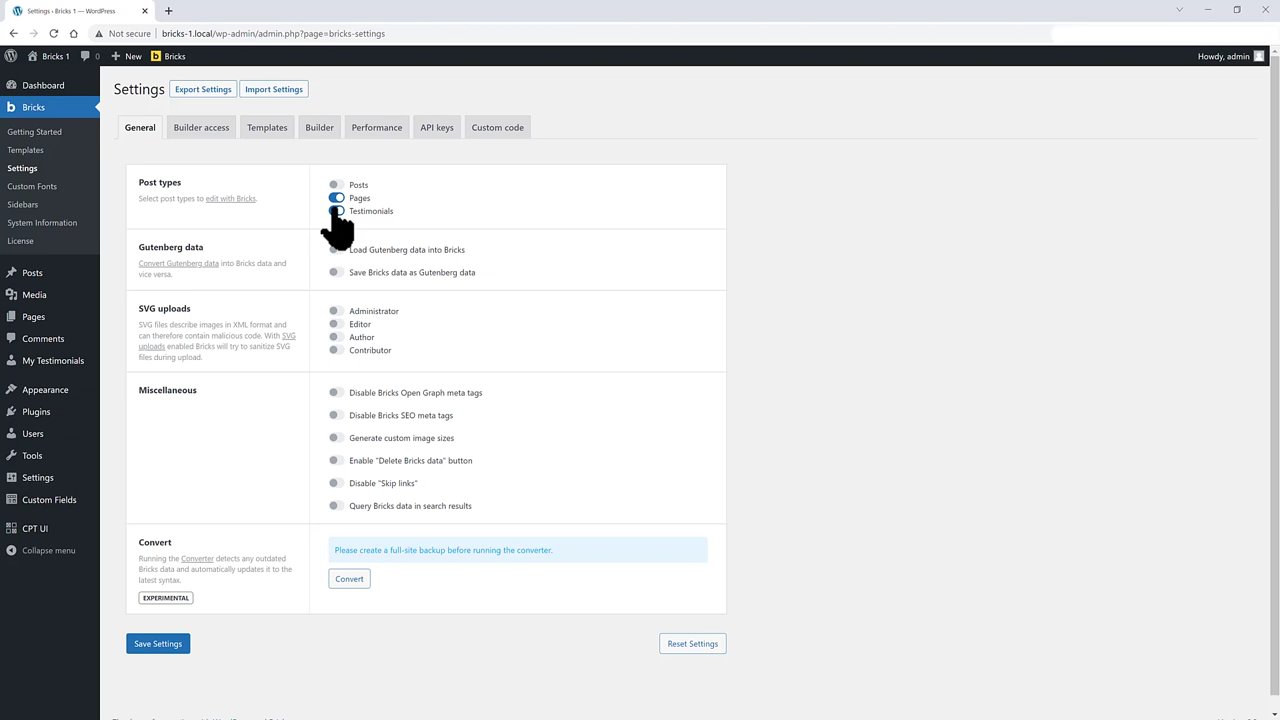 Settings ‹ Bricks 1 — WordPress
Not secure
bricks-1.local/wp-admin/admin.php?page=bricks-settings
Bricks 1
0
New
Bricks
Howdy, admin
Dashboard
Bricks
Getting Started
Templates
Settings
Custom Fonts
Sidebars
System Information
License
Posts
Media
Pages
Comments
My Testimonials
Appearance
Plugins
Users
Tools
Settings
Custom Fields
CPT UI
Collapse menu
Settings
Export Settings
Import Settings
General
Builder access
Templates
Builder
Performance
API keys
Custom code
Post types
Select post types to edit with Bricks.
Posts
Pages
Testimonials
Gutenberg data
Convert Gutenberg data into Bricks data and
vice versa.
Load Gutenberg data into Bricks
Save Bricks data as Gutenberg data
SVG uploads
SVG files describe images in XML format and
can therefore contain malicious code. With SVG
uploads enabled Bricks will try to sanitize SVG
files during upload.
Administrator
Editor
Author
Contributor
Miscellaneous
Disable Bricks Open Graph meta tags
Disable Bricks SEO meta tags
Generate custom image sizes
Enable "Delete Bricks data" button
Disable "Skip links"
Query Bricks data in search results
Convert
Running the Converter detects any outdated
Bricks data and automatically updates it to the
latest syntax.
EXPERIMENTAL
Please create a full-site backup before running the converter.
Convert
Save Settings
Reset Settings